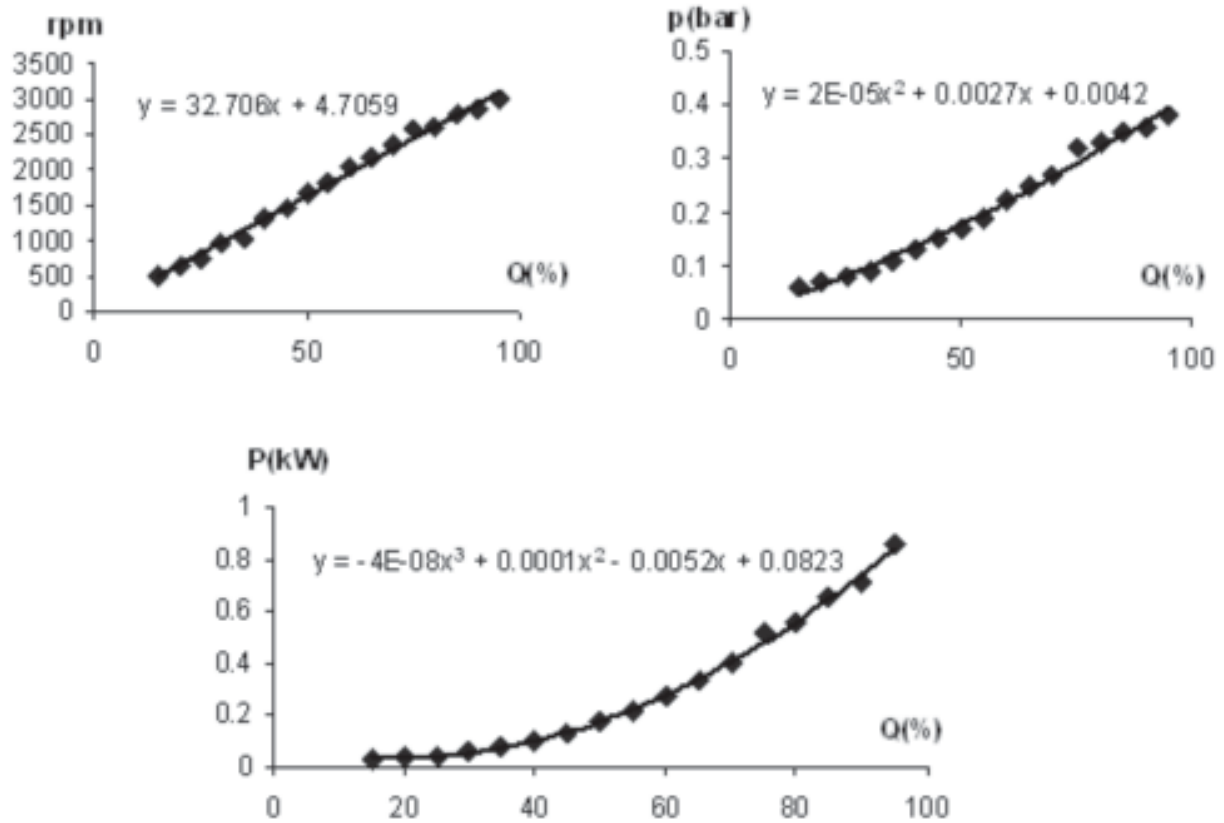 rpm
3500
3000
2500
2000
1500
1000
500
0
y = 32.706x + 4.7059
Q(%)
0 50 100
p(bar)
0.5
0.4
0.3
0.2
0.1
0
y = 2E-05x² + 0.0027x + 0.0042
Q(%)
0 50 100
P(kW)
1
0.8
0.6
0.4
0.2
0
y = -4E-08x³ + 0.0001x² - 0.0052x + 0.0823
Q(%)
0 20 40 60 80 100